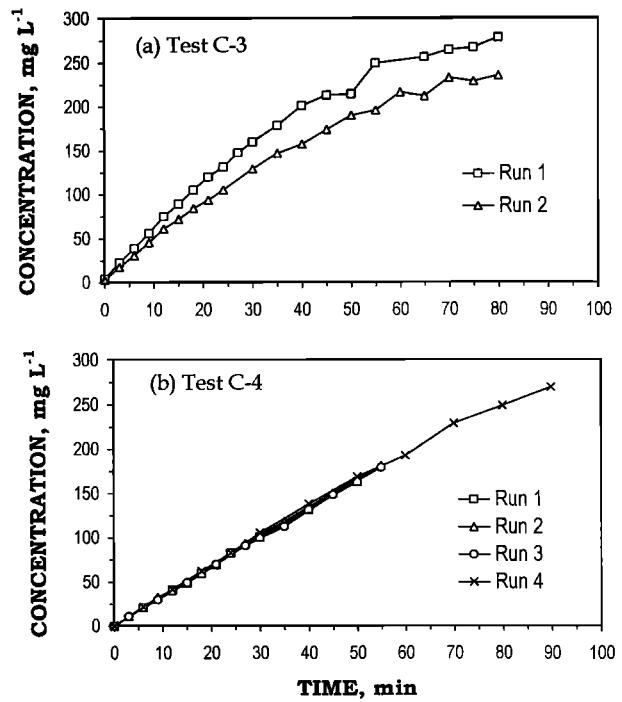 300
(a) Test C-3
250
200
150
100
50
0
CONCENTRATION, mg L-1
Run 1
Run 2
0 10 20 30 40 50 60 70 80 90 100
300
(b) Test C-4
250
200
150
100
50
0
CONCENTRATION, mg L-1
Run 1
Run 2
Run 3
Run 4
0 10 20 30 40 50 60 70 80 90 100
TIME, min